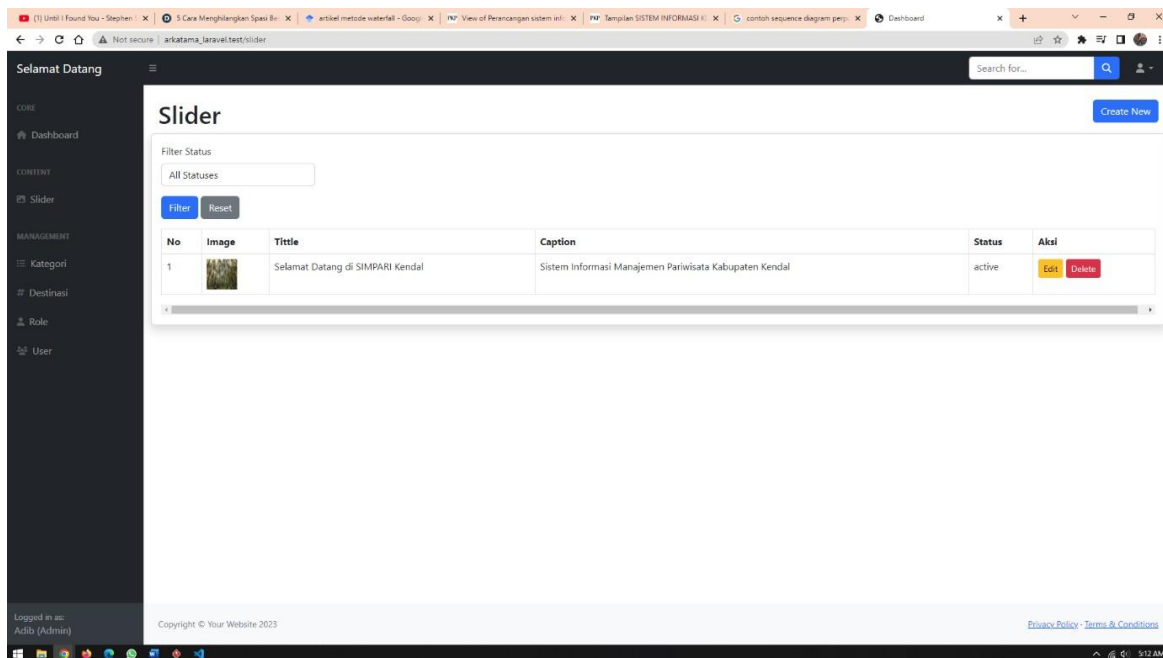 (1) Until I Found You - Stephen S
5 Cara Menghilangkan Spasi Be
artikel metode waterfall - Googl
View of Perancangan sistem info
Tampilan SISTEM INFORMASI
contoh sequence diagram perp
Dashboard
Not secure | arkatama_laravel.test/slider
Selamat Datang
Search for...
CORE
Dashboard
CONTENT
Slider
MANAGEMENT
Kategori
# Destinasi
Role
User
Slider
Create New
Filter Status
All Statuses
Filter Reset
No Image Tittle Caption Status Aksi
1 Selamat Datang di SIMPARI Kendal Sistem Informasi Manajemen Pariwisata Kabupaten Kendal active Edit Delete
Logged in as:
Adib (Admin)
Copyright © Your Website 2023
Privacy Policy · Terms & Conditions
5:12 AM